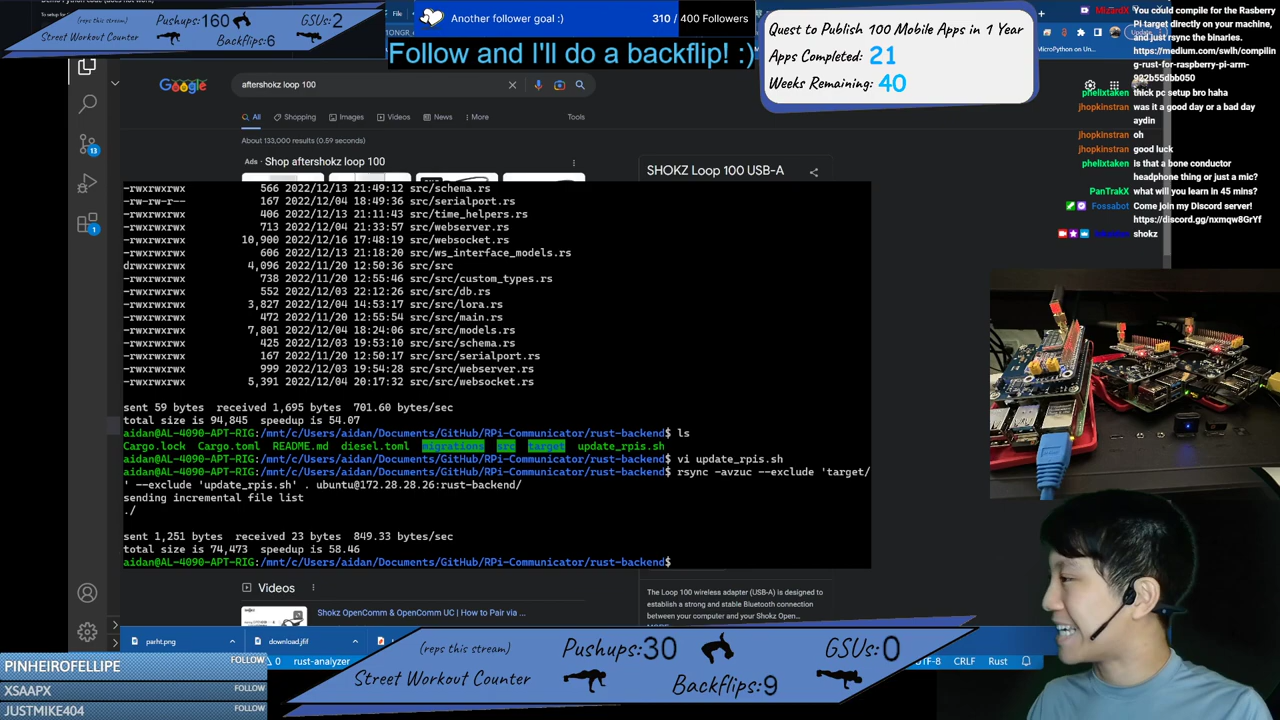 (reps this stream)
Pushups:160
GSUs:2
Street Workout Counter
Backflips:6
File
Another follower goal :)
310 / 400 Followers
Follow and I'll do a backflip! :)
Quest to Publish 100 Mobile Apps in 1 Year
Apps Completed: 21
Weeks Remaining: 40
MicroPython on Un...
Update
MizardX
You could compile for the Rasberry
Pi target directly on your machine,
and just rsync the binaries.
https://medium.com/swlh/compilin
g-rust-for-raspberry-pi-arm-
922b55dbb050
phelixtaken thick pc setup bro haha
jhopkinstran was it a good day or a bad day
aydin
jhopkinstran oh
jhopkinstran good luck
phelixtaken is that a bone conductor
headphone thing or just a mic?
PanTrakX what will you learn in 45 mins?
Fossabot Come join my Discord server!
https://discord.gg/nxmqw8GrYf
shokz
Google
aftershokz loop 100
All
Shopping
Images
Videos
News
More
Tools
About 133,000 results (0.59 seconds)
Ads · Shop aftershokz loop 100
SHOKZ Loop 100 USB-A
13
1
-rwxrwxrwx 566 2022/12/13 21:49:12 src/schema.rs
-rw-rw-r-- 167 2022/12/04 18:49:36 src/serialport.rs
-rwxrwxrwx 406 2022/12/13 21:11:43 src/time_helpers.rs
-rwxrwxrwx 713 2022/12/04 21:33:57 src/webserver.rs
-rwxrwxrwx 10,900 2022/12/16 17:48:19 src/websocket.rs
-rwxrwxrwx 606 2022/12/13 21:18:20 src/ws_interface_models.rs
drwxrwxrwx 4,096 2022/11/20 12:50:36 src/src
-rwxrwxrwx 738 2022/11/20 12:55:46 src/src/custom_types.rs
-rwxrwxrwx 552 2022/12/03 22:12:26 src/src/db.rs
-rwxrwxrwx 3,827 2022/12/04 14:53:17 src/src/lora.rs
-rwxrwxrwx 472 2022/11/20 12:55:54 src/src/main.rs
-rwxrwxrwx 7,801 2022/12/04 18:24:06 src/src/models.rs
-rwxrwxrwx 425 2022/12/03 19:53:10 src/src/schema.rs
-rwxrwxrwx 167 2022/11/20 12:50:17 src/src/serialport.rs
-rwxrwxrwx 999 2022/12/03 19:54:28 src/src/webserver.rs
-rwxrwxrwx 5,391 2022/12/04 20:17:32 src/src/websocket.rs
sent 59 bytes received 1,695 bytes 701.60 bytes/sec
total size is 94,845 speedup is 54.07
aidan@AL-4090-APT-RIG:/mnt/c/Users/aidan/Documents/GitHub/RPi-Communicator/rust-backend$ ls
Cargo.lock Cargo.toml README.md diesel.toml migrations src target update_rpis.sh
aidan@AL-4090-APT-RIG:/mnt/c/Users/aidan/Documents/GitHub/RPi-Communicator/rust-backend$ vi update_rpis.sh
aidan@AL-4090-APT-RIG:/mnt/c/Users/aidan/Documents/GitHub/RPi-Communicator/rust-backend$ rsync -avzuc --exclude 'target/
' --exclude 'update_rpis.sh' . ubuntu@172.28.28.26:rust-backend/
sending incremental file list
./
sent 1,251 bytes received 23 bytes 849.33 bytes/sec
total size is 74,473 speedup is 58.46
aidan@AL-4090-APT-RIG:/mnt/c/Users/aidan/Documents/GitHub/RPi-Communicator/rust-backend$
Videos
Shokz OpenComm & OpenComm UC | How to Pair via ...
The Loop 100 wireless adapter (USB-A) is designed to
establish a strong and stable Bluetooth connection
between your computer and your Shokz Open...
parht.png
download.jfif
0
rust-analyzer
UTF-8
CRLF
Rust
(reps this stream)
Pushups:30
GSUs:0
Street Workout Counter
Backflips:9
PINHEIROFELLIPE FOLLOW
XSAAPX FOLLOW
JUSTMIKE404 FOLLOW